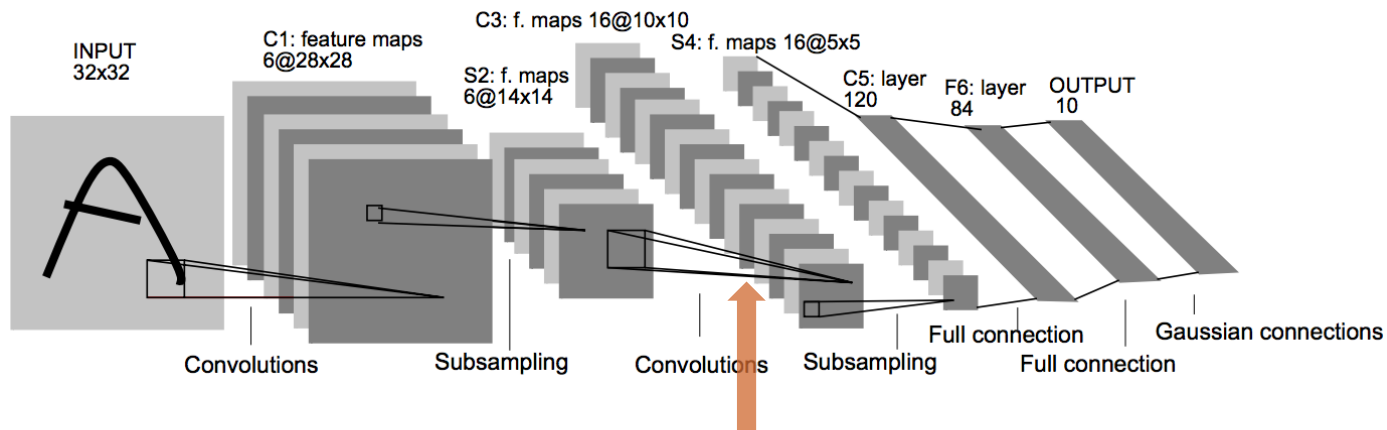 INPUT
32x32
C1: feature maps
6@28x28
S2: f. maps
6@14x14
C3: f. maps 16@10x10
S4: f. maps 16@5x5
C5: layer
120
F6: layer
84
OUTPUT
10
Convolutions
Subsampling
Convolutions
Subsampling
Full connection
Full connection
Gaussian connections